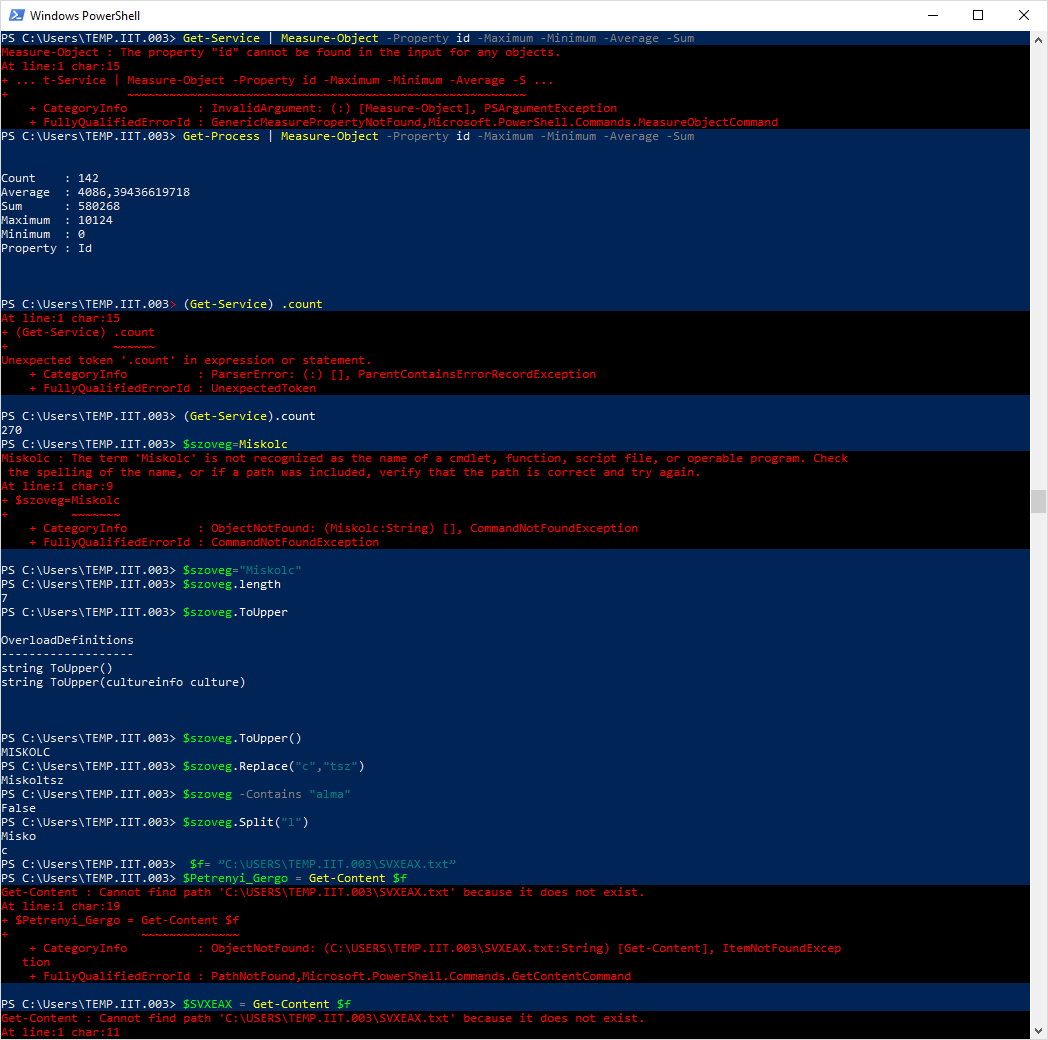 Windows PowerShell
PS C:\Users\TEMP.IIT.003> Get-Service | Measure-Object -Property id -Maximum -Minimum -Average -Sum
Measure-Object : The property "id" cannot be found in the input for any objects.
At line:1 char:15
+ ... t-Service | Measure-Object -Property id -Maximum -Minimum -Average -S ...
+                 ~~~~~~~~~~~~~~~~~~~~~~~~~~~~~~~~~~~~~~~~~~~~~~~~~~~~~~~~~
    + CategoryInfo          : InvalidArgument: (:) [Measure-Object], PSArgumentException
    + FullyQualifiedErrorId : GenericMeasurePropertyNotFound,Microsoft.PowerShell.Commands.MeasureObjectCommand
PS C:\Users\TEMP.IIT.003> Get-Process | Measure-Object -Property id -Maximum -Minimum -Average -Sum
Count    : 142
Average  : 4086,39436619718
Sum      : 580268
Maximum  : 10124
Minimum  : 0
Property : Id
PS C:\Users\TEMP.IIT.003> (Get-Service) .count
At line:1 char:15
+ (Get-Service) .count
+               ~~~~~~
Unexpected token '.count' in expression or statement.
    + CategoryInfo          : ParserError: (:) [], ParentContainsErrorRecordException
    + FullyQualifiedErrorId : UnexpectedToken
PS C:\Users\TEMP.IIT.003> (Get-Service).count
270
PS C:\Users\TEMP.IIT.003> $szoveg=Miskolc
Miskolc : The term 'Miskolc' is not recognized as the name of a cmdlet, function, script file, or operable program. Check
 the spelling of the name, or if a path was included, verify that the path is correct and try again.
At line:1 char:9
+ $szoveg=Miskolc
+         ~~~~~~~
    + CategoryInfo          : ObjectNotFound: (Miskolc:String) [], CommandNotFoundException
    + FullyQualifiedErrorId : CommandNotFoundException
PS C:\Users\TEMP.IIT.003> $szoveg="Miskolc"
PS C:\Users\TEMP.IIT.003> $szoveg.length
7
PS C:\Users\TEMP.IIT.003> $szoveg.ToUpper
OverloadDefinitions
-------------------
string ToUpper()
string ToUpper(cultureinfo culture)
PS C:\Users\TEMP.IIT.003> $szoveg.ToUpper()
MISKOLC
PS C:\Users\TEMP.IIT.003> $szoveg.Replace("c","tsz")
Miskoltsz
PS C:\Users\TEMP.IIT.003> $szoveg -Contains "alma"
False
PS C:\Users\TEMP.IIT.003> $szoveg.Split("l")
Misko
c
PS C:\Users\TEMP.IIT.003>  $f= ”C:\USERS\TEMP.IIT.003\SVXEAX.txt”
PS C:\Users\TEMP.IIT.003> $Petrenyi_Gergo = Get-Content $f
Get-Content : Cannot find path 'C:\USERS\TEMP.IIT.003\SVXEAX.txt' because it does not exist.
At line:1 char:19
+ $Petrenyi_Gergo = Get-Content $f
+                   ~~~~~~~~~~~~~~
    + CategoryInfo          : ObjectNotFound: (C:\USERS\TEMP.IIT.003\SVXEAX.txt:String) [Get-Content], ItemNotFoundExcep
   tion
    + FullyQualifiedErrorId : PathNotFound,Microsoft.PowerShell.Commands.GetContentCommand
PS C:\Users\TEMP.IIT.003> $SVXEAX = Get-Content $f
Get-Content : Cannot find path 'C:\USERS\TEMP.IIT.003\SVXEAX.txt' because it does not exist.
At line:1 char:11